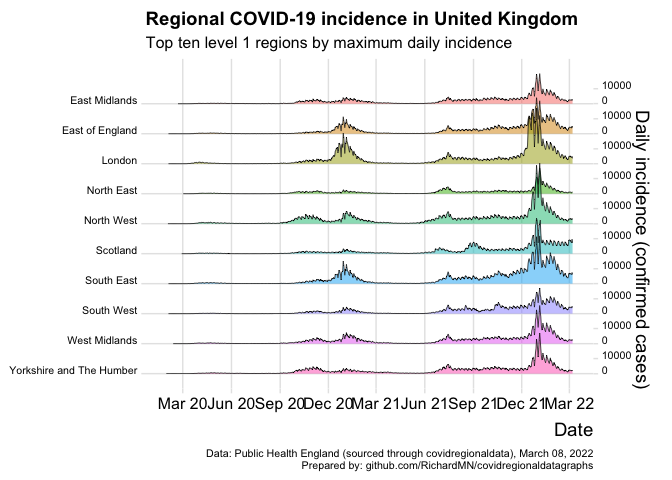 Regional COVID-19 incidence in United Kingdom
Top ten level 1 regions by maximum daily incidence
East Midlands
East of England
London
North East
North West
Scotland
South East
South West
West Midlands
Yorkshire and The Humber
10000
0
10000
0
10000
0
10000
0
10000
0
10000
0
10000
0
10000
0
10000
0
10000
0
Daily incidence (confirmed cases)
Mar 20 Jun 20 Sep 20 Dec 20 Mar 21 Jun 21 Sep 21 Dec 21 Mar 22
Date
Data: Public Health England (sourced through covidregionaldata), March 08, 2022
Prepared by: github.com/RichardMN/covidregionaldatagraphs